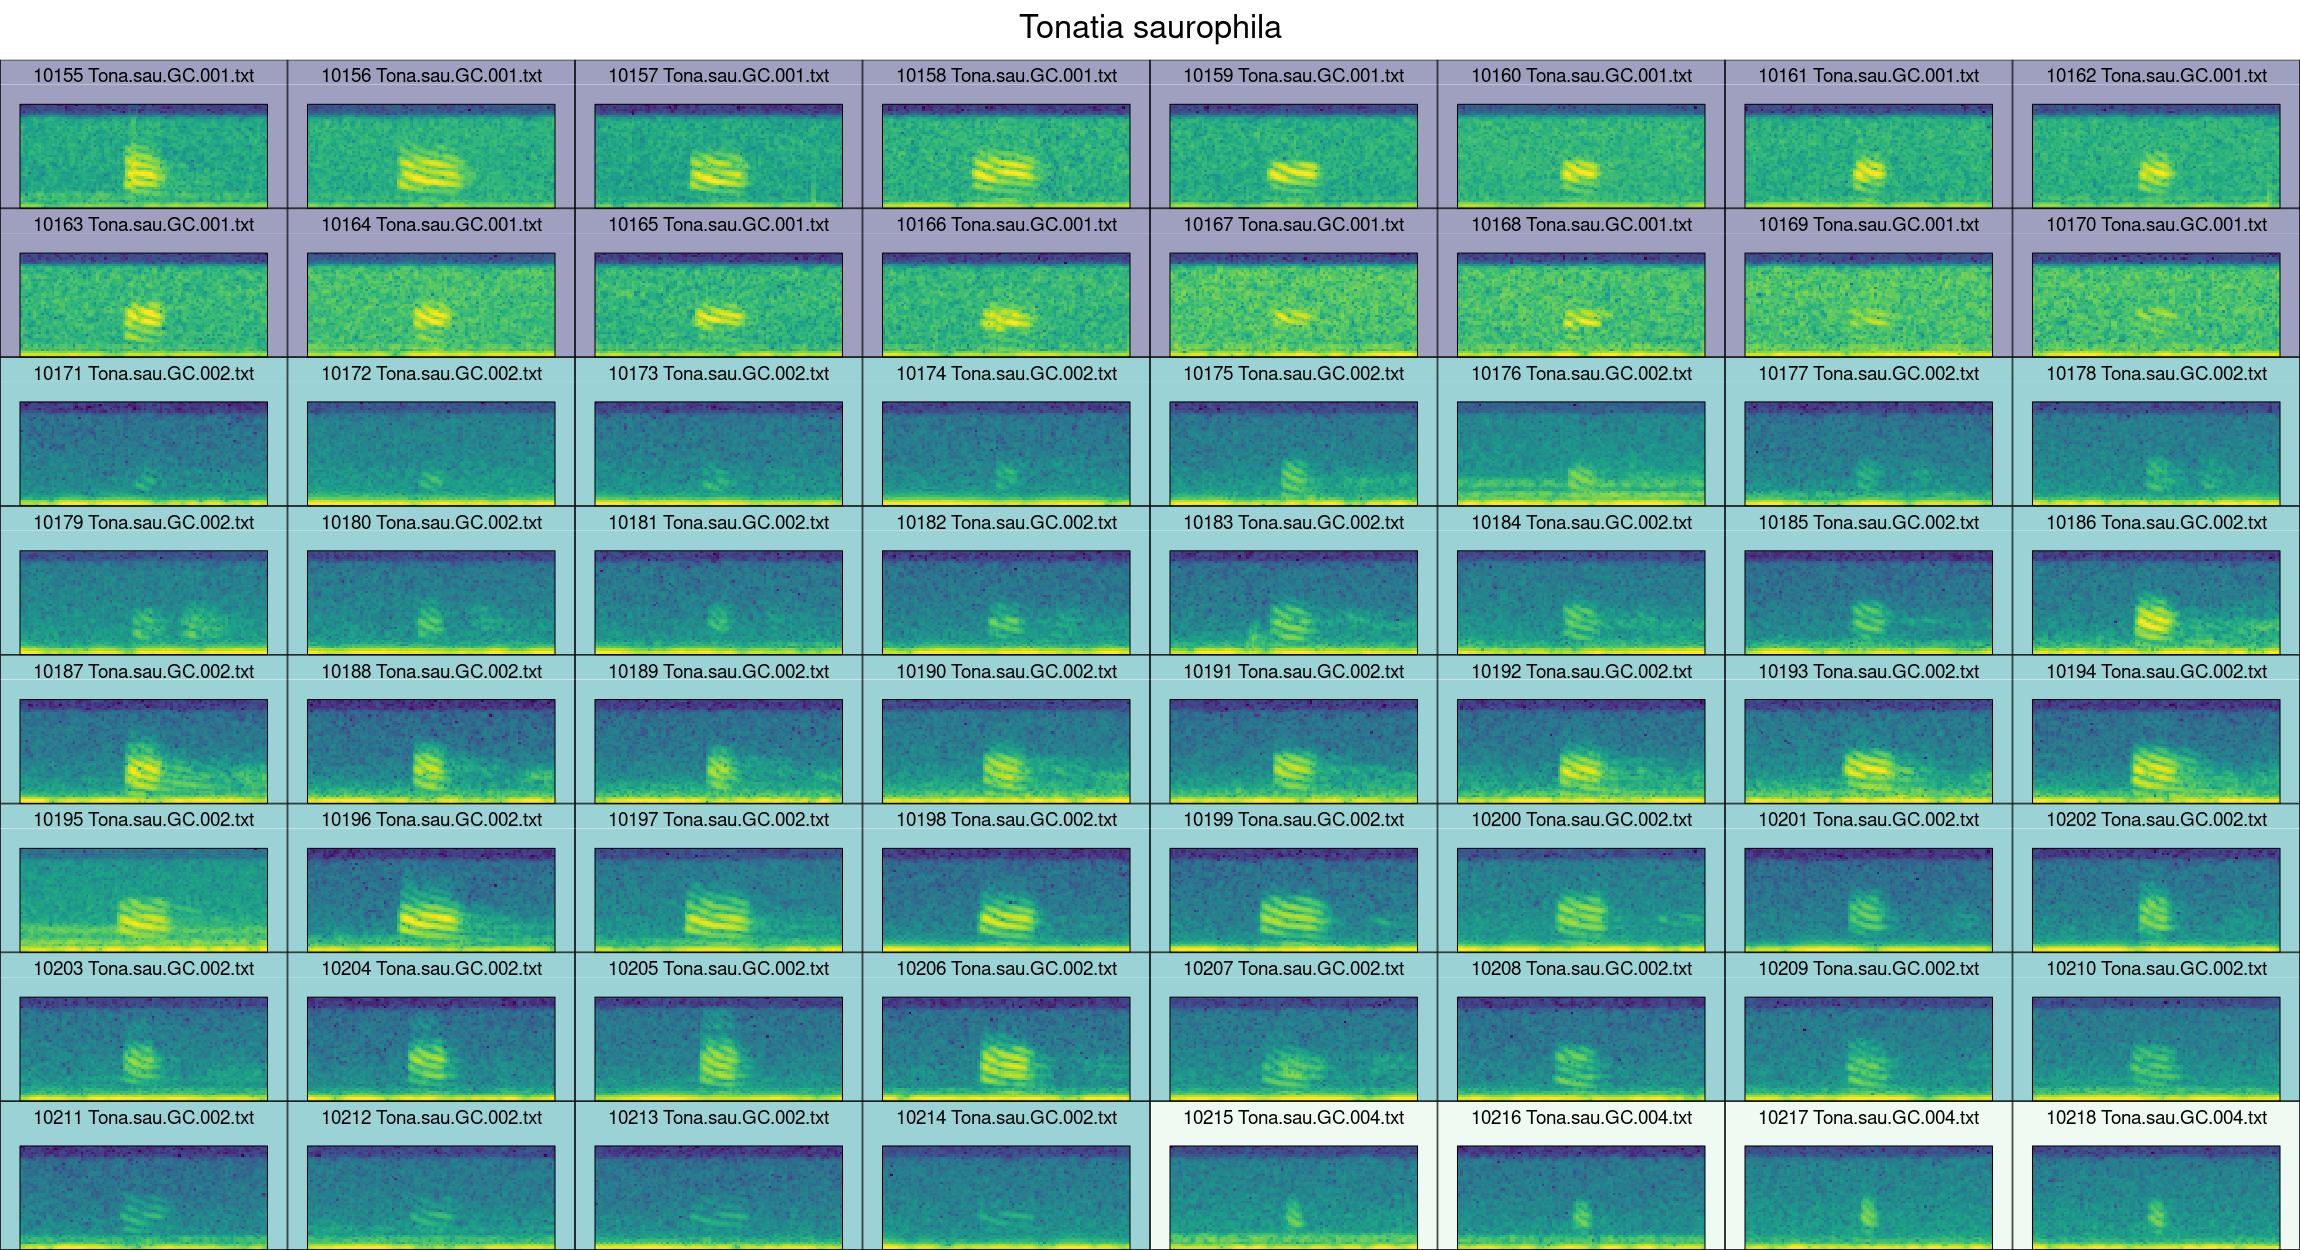 Tonatia saurophila
10155 Tona.sau.GC.001.txt 10156 Tona.sau.GC.001.txt 10157 Tona.sau.GC.001.txt 10158 Tona.sau.GC.001.txt 10159 Tona.sau.GC.001.txt 10160 Tona.sau.GC.001.txt 10161 Tona.sau.GC.001.txt 10162 Tona.sau.GC.001.txt
10163 Tona.sau.GC.001.txt 10164 Tona.sau.GC.001.txt 10165 Tona.sau.GC.001.txt 10166 Tona.sau.GC.001.txt 10167 Tona.sau.GC.001.txt 10168 Tona.sau.GC.001.txt 10169 Tona.sau.GC.001.txt 10170 Tona.sau.GC.001.txt
10171 Tona.sau.GC.002.txt 10172 Tona.sau.GC.002.txt 10173 Tona.sau.GC.002.txt 10174 Tona.sau.GC.002.txt 10175 Tona.sau.GC.002.txt 10176 Tona.sau.GC.002.txt 10177 Tona.sau.GC.002.txt 10178 Tona.sau.GC.002.txt
10179 Tona.sau.GC.002.txt 10180 Tona.sau.GC.002.txt 10181 Tona.sau.GC.002.txt 10182 Tona.sau.GC.002.txt 10183 Tona.sau.GC.002.txt 10184 Tona.sau.GC.002.txt 10185 Tona.sau.GC.002.txt 10186 Tona.sau.GC.002.txt
10187 Tona.sau.GC.002.txt 10188 Tona.sau.GC.002.txt 10189 Tona.sau.GC.002.txt 10190 Tona.sau.GC.002.txt 10191 Tona.sau.GC.002.txt 10192 Tona.sau.GC.002.txt 10193 Tona.sau.GC.002.txt 10194 Tona.sau.GC.002.txt
10195 Tona.sau.GC.002.txt 10196 Tona.sau.GC.002.txt 10197 Tona.sau.GC.002.txt 10198 Tona.sau.GC.002.txt 10199 Tona.sau.GC.002.txt 10200 Tona.sau.GC.002.txt 10201 Tona.sau.GC.002.txt 10202 Tona.sau.GC.002.txt
10203 Tona.sau.GC.002.txt 10204 Tona.sau.GC.002.txt 10205 Tona.sau.GC.002.txt 10206 Tona.sau.GC.002.txt 10207 Tona.sau.GC.002.txt 10208 Tona.sau.GC.002.txt 10209 Tona.sau.GC.002.txt 10210 Tona.sau.GC.002.txt
10211 Tona.sau.GC.002.txt 10212 Tona.sau.GC.002.txt 10213 Tona.sau.GC.002.txt 10214 Tona.sau.GC.002.txt 10215 Tona.sau.GC.004.txt 10216 Tona.sau.GC.004.txt 10217 Tona.sau.GC.004.txt 10218 Tona.sau.GC.004.txt